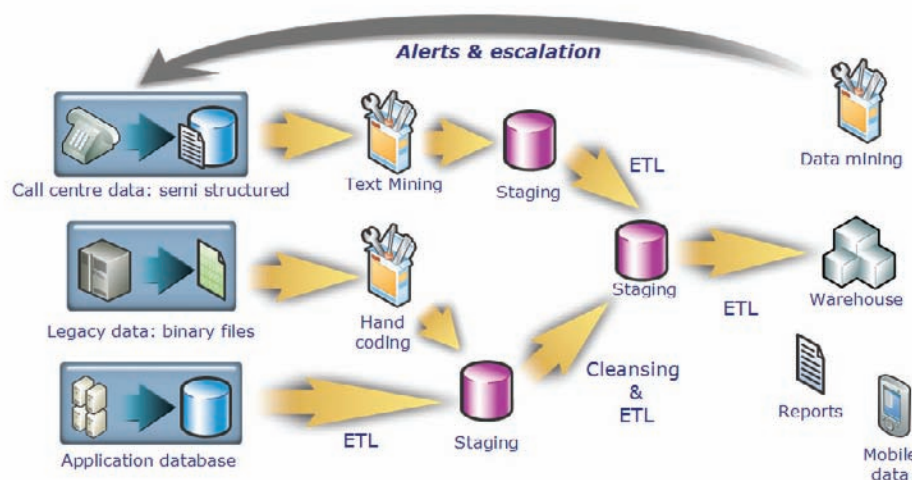 Alerts & escalation
Call centre data: semi structured
Text Mining
Staging
ETL
Data mining
Legacy data: binary files
Hand
coding
Staging
ETL
Warehouse
Application database
ETL
Staging
Cleansing
&
ETL
Reports
Mobile
data